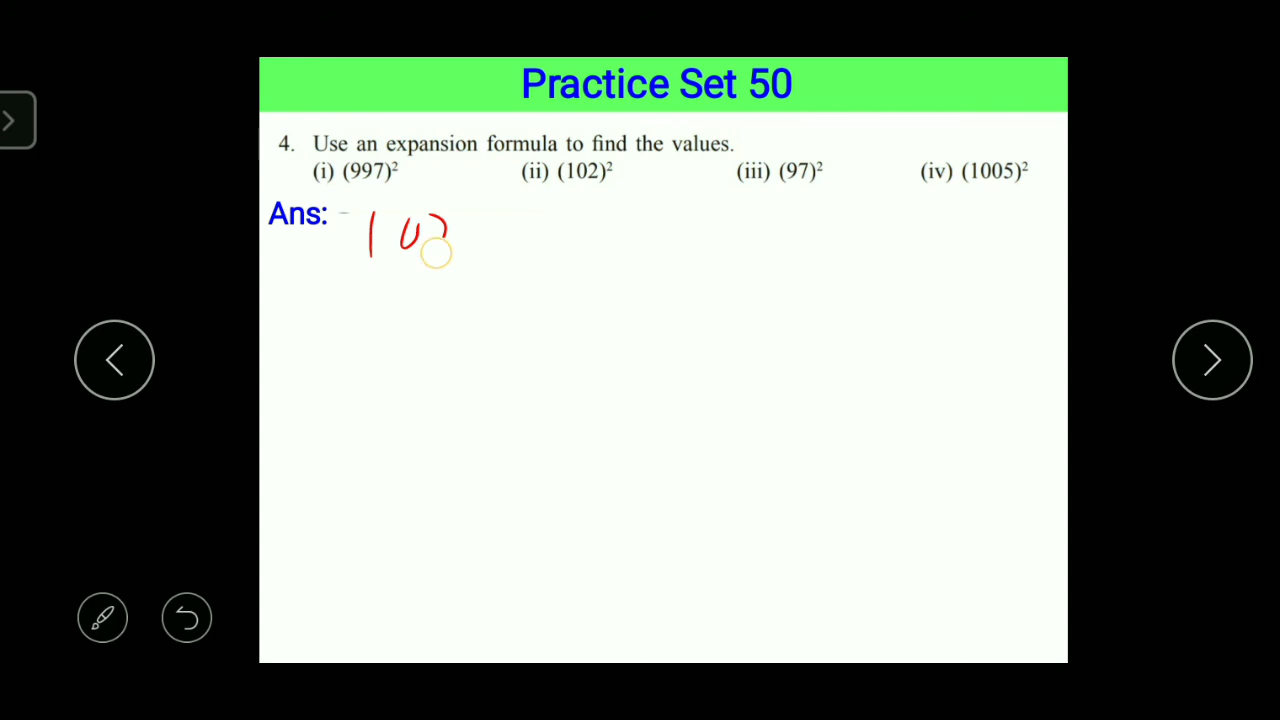 Practice Set 50
4. Use an expansion formula to find the values.
(i) (997)² (ii) (102)² (iii) (97)² (iv) (1005)²
Ans: